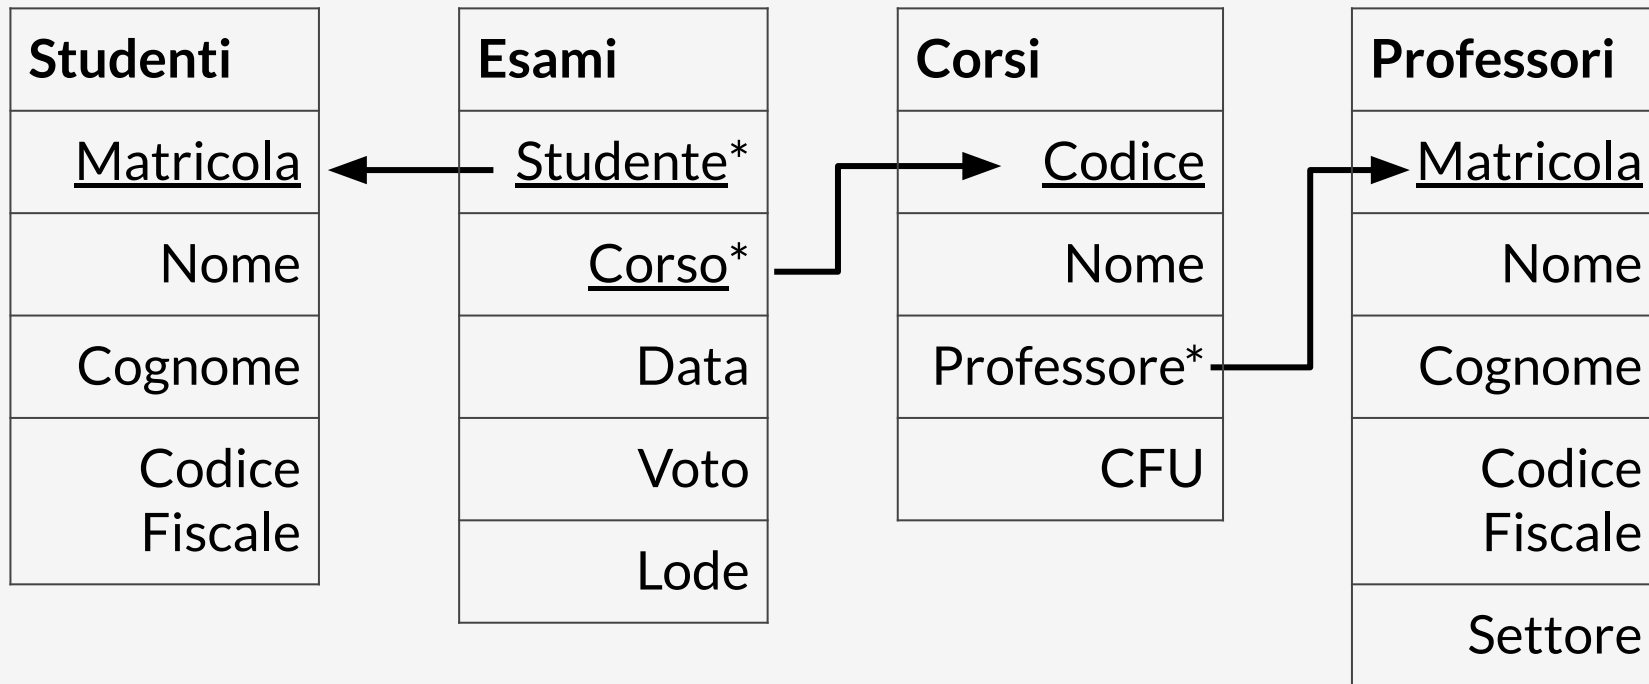 Studenti
Matricola
Nome
Cognome
Codice
Fiscale
Esami
Studente*
Corso*
Data
Voto
Lode
Corsi
Codice
Nome
Professore*
CFU
Professori
Matricola
Nome
Cognome
Codice
Fiscale
Settore